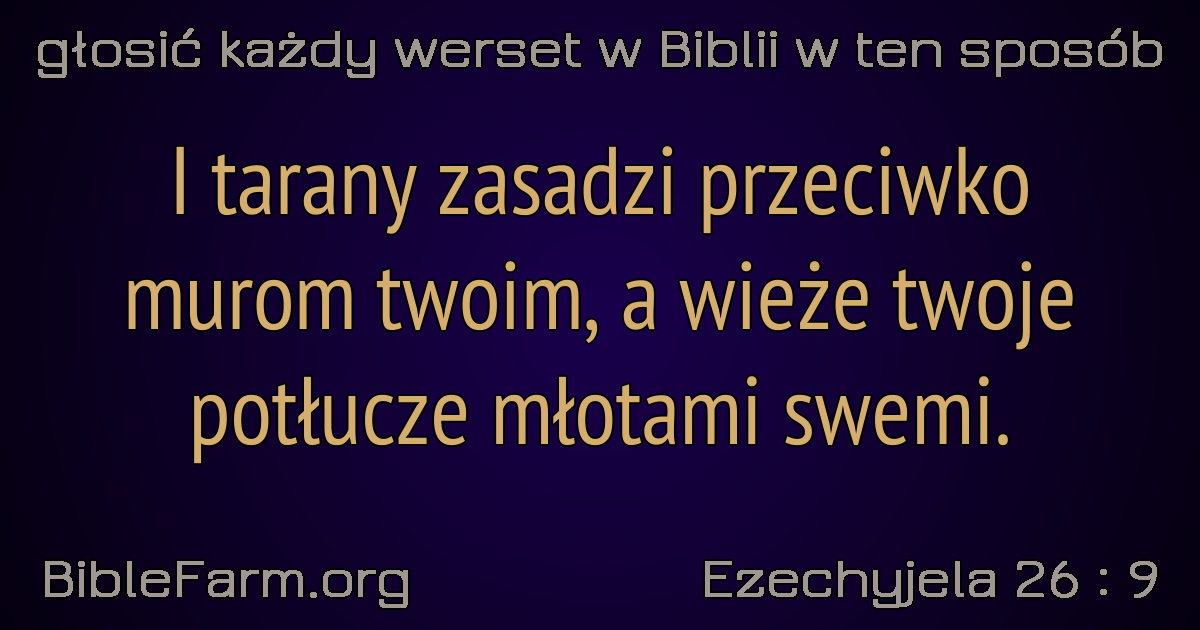 głosić każdy werset w Biblii w ten sposób
I tarany zasadzi przeciwko
murom twoim, a wieże twoje
potłucze młotami swemi.
BibleFarm.org
Ezechyjela 26 : 9